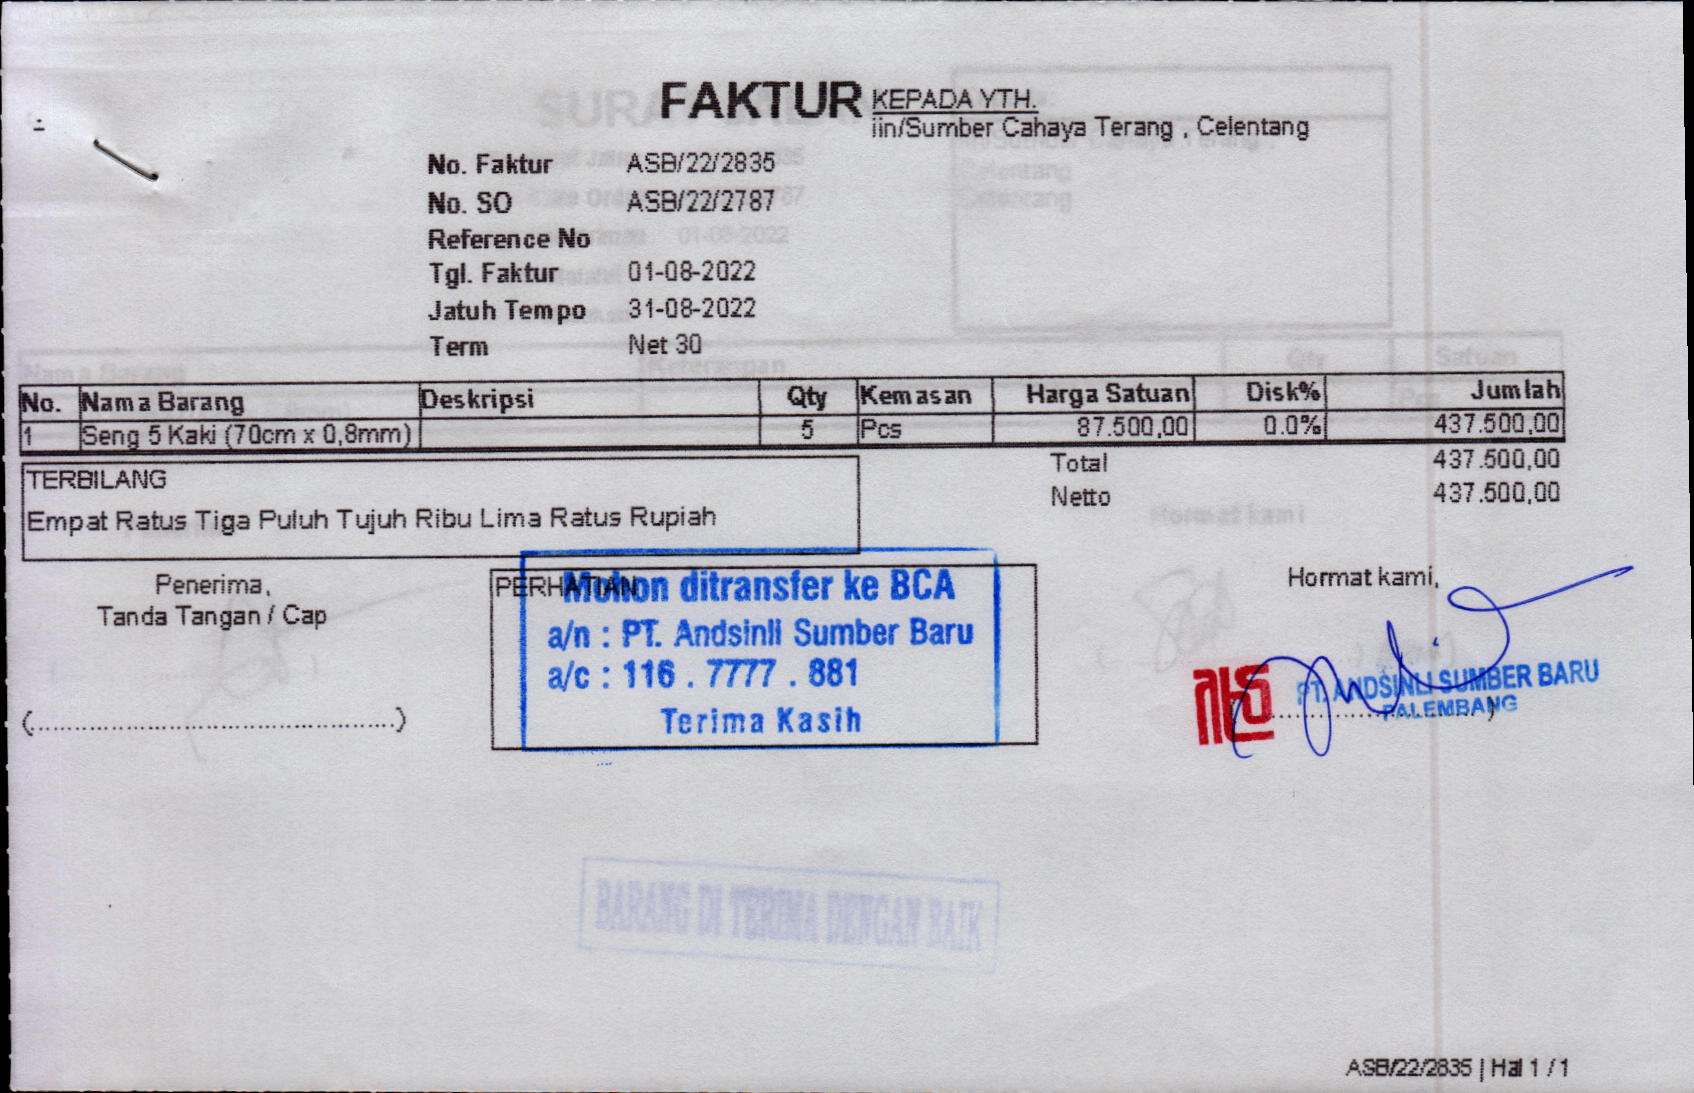 FAKTUR
KEPADA YTH.
iin/Sumber Cahaya Terang , Celentang
No. Faktur ASB/22/2835
No. SO ASB/22/2787
Reference No
Tgl. Faktur 01-08-2022
Jatuh Tempo 31-08-2022
Term Net 30
No. Nama Barang Deskripsi Qty Kemasan Harga Satuan Disk% Jumlah
1 Seng 5 Kaki (70cm x 0,8mm) 5 Pcs 87.500,00 0.0% 437.500,00
Total 437.500,00
Netto 437.500,00
TERBILANG
Empat Ratus Tiga Puluh Tujuh Ribu Lima Ratus Rupiah
Penerima,
Tanda Tangan / Cap
(....................................................)
PERHATIAN
Mohon ditransfer ke BCA
a/n : PT. Andsinli Sumber Baru
a/c : 116 . 7777 . 881
Terima Kasih
Hormat kami,
PT. ANDSINLI SUMBER BARU
PALEMBANG
BARANG DI TERIMA DENGAN BAIK
ASB/22/2835 | Hal 1 / 1